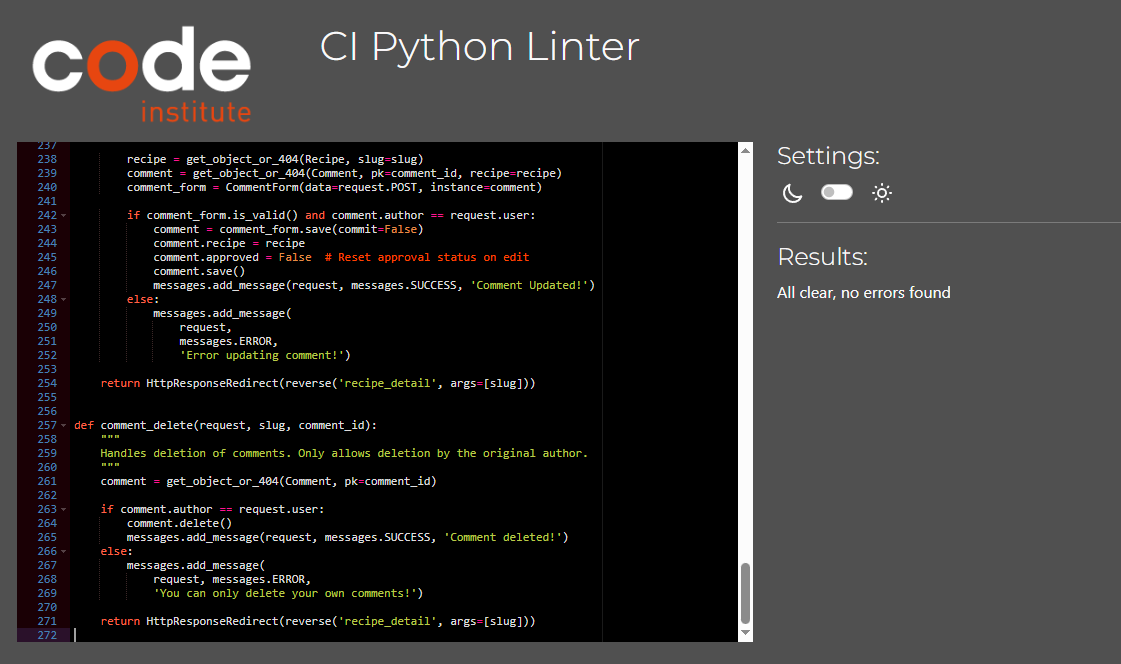 code
institute
CI Python Linter
237
238 recipe = get_object_or_404(Recipe, slug=slug)
239 comment = get_object_or_404(Comment, pk=comment_id, recipe=recipe)
240 comment_form = CommentForm(data=request.POST, instance=comment)
241
242 if comment_form.is_valid() and comment.author == request.user:
243 comment = comment_form.save(commit=False)
244 comment.recipe = recipe
245 comment.approved = False  # Reset approval status on edit
246 comment.save()
247 messages.add_message(request, messages.SUCCESS, 'Comment Updated!')
248 else:
249 messages.add_message(
250 request,
251 messages.ERROR,
252 'Error updating comment!')
253
254 return HttpResponseRedirect(reverse('recipe_detail', args=[slug]))
255
256
257 def comment_delete(request, slug, comment_id):
258 """
259 Handles deletion of comments. Only allows deletion by the original author.
260 """
261 comment = get_object_or_404(Comment, pk=comment_id)
262
263 if comment.author == request.user:
264 comment.delete()
265 messages.add_message(request, messages.SUCCESS, 'Comment deleted!')
266 else:
267 messages.add_message(
268 request, messages.ERROR,
269 'You can only delete your own comments!')
270
271 return HttpResponseRedirect(reverse('recipe_detail', args=[slug]))
272
Settings:
Results:
All clear, no errors found